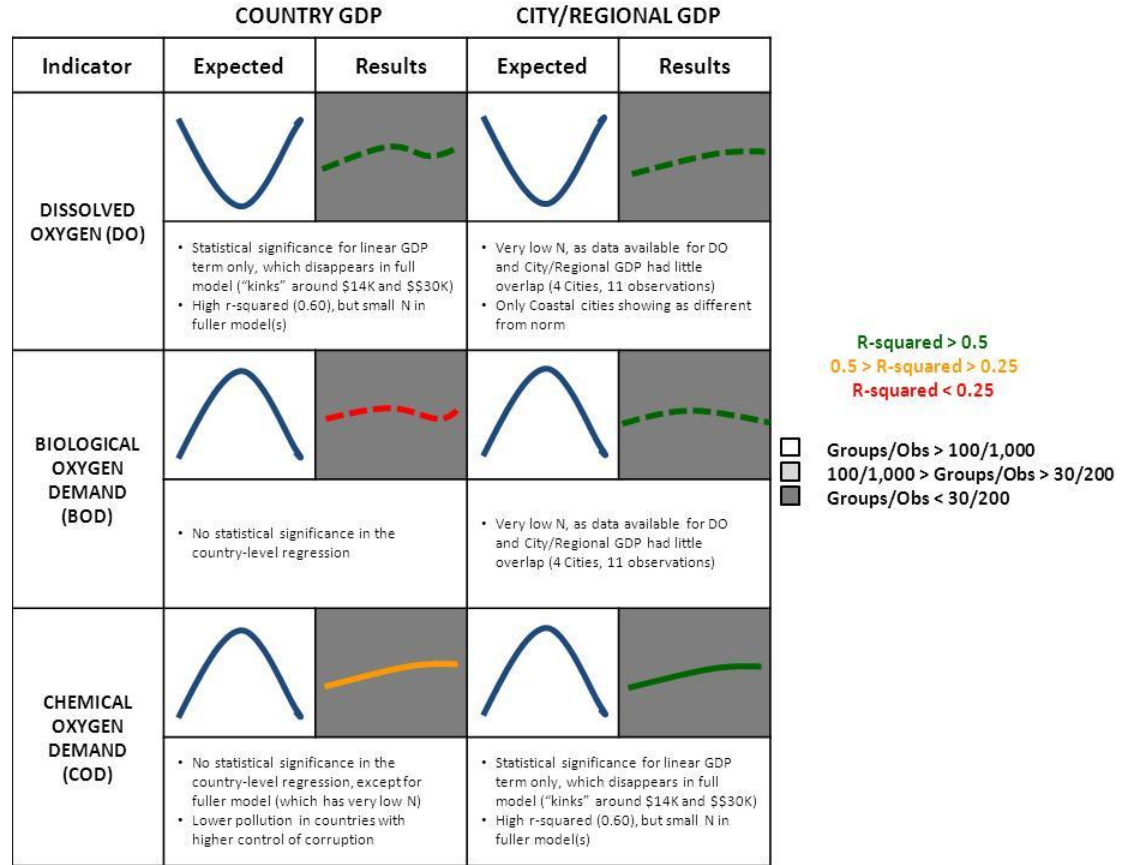 COUNTRY GDP
CITY/REGIONAL GDP
Indicator
Expected
Results
Expected
Results
DISSOLVED
OXYGEN (DO)
• Statistical significance for linear GDP
term only, which disappears in full
model (“kinks” around $14K and $$30K)
• High r-squared (0.60), but small N in
fuller model(s)
• Very low N, as data available for DO
and City/Regional GDP had little
overlap (4 Cities, 11 observations)
• Only Coastal cities showing as different
from norm
BIOLOGICAL
OXYGEN
DEMAND
(BOD)
• No statistical significance in the
country-level regression
• Very low N, as data available for DO
and City/Regional GDP had little
overlap (4 Cities, 11 observations)
CHEMICAL
OXYGEN
DEMAND
(COD)
• No statistical significance in the
country-level regression, except for
fuller model (which has very low N)
• Lower pollution in countries with
higher control of corruption
• Statistical significance for linear GDP
term only, which disappears in full
model (“kinks” around $14K and $$30K)
• High r-squared (0.60), but small N in
fuller model(s)
R-squared > 0.5
0.5 > R-squared > 0.25
R-squared < 0.25
Groups/Obs > 100/1,000
100/1,000 > Groups/Obs > 30/200
Groups/Obs < 30/200